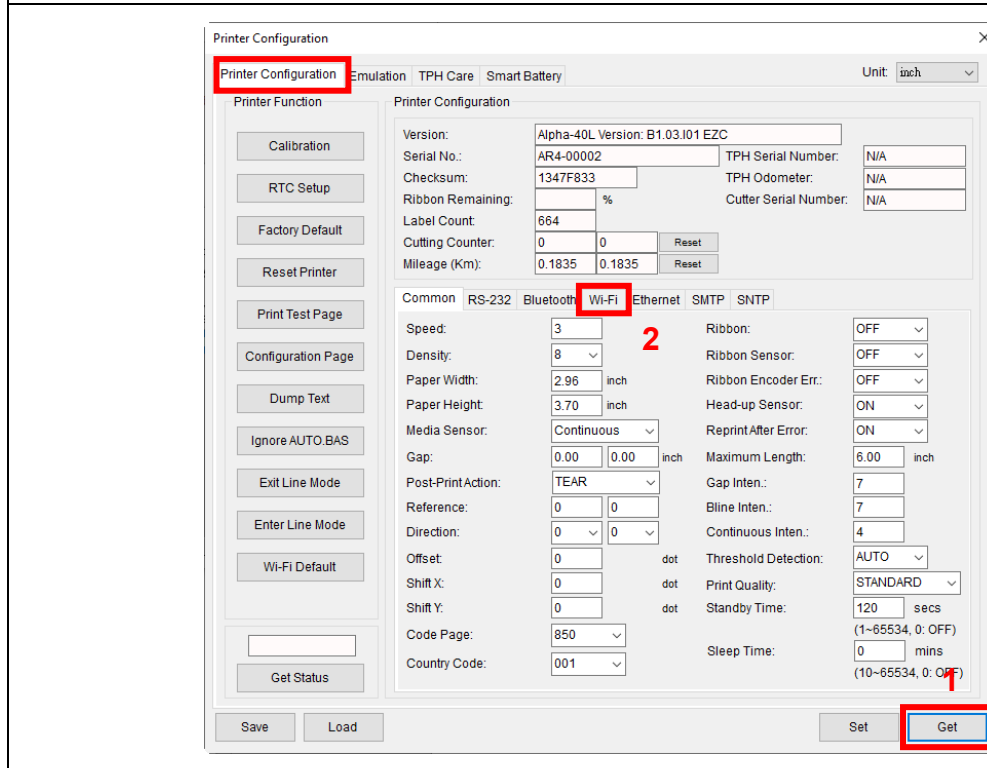 Printer Configuration
Printer Configuration Emulation TPH Care Smart Battery Unit: inch
Printer Function
Calibration
RTC Setup
Factory Default
Reset Printer
Print Test Page
Configuration Page
Dump Text
Ignore AUTO.BAS
Exit Line Mode
Enter Line Mode
Wi-Fi Default
Get Status
Printer Configuration
Version: Alpha-40L Version: B1.03.I01 EZC
Serial No.: AR4-00002 TPH Serial Number: N/A
Checksum: 1347F833 TPH Odometer: N/A
Ribbon Remaining: % Cutter Serial Number: N/A
Label Count: 664
Cutting Counter: 0 0 Reset
Mileage (Km): 0.1835 0.1835 Reset
Common RS-232 Bluetooth Wi-Fi Ethernet SMTP SNTP
2
Speed: 3 Ribbon: OFF
Density: 8 Ribbon Sensor: OFF
Paper Width: 2.96 inch Ribbon Encoder Err.: OFF
Paper Height: 3.70 inch Head-up Sensor: ON
Media Sensor: Continuous Reprint After Error: ON
Gap: 0.00 0.00 inch Maximum Length: 6.00 inch
Post-Print Action: TEAR Gap Inten.: 7
Reference: 0 0 Bline Inten.: 7
Direction: 0 0 Continuous Inten.: 4
Offset: 0 dot Threshold Detection: AUTO
Shift X: 0 dot Print Quality: STANDARD
Shift Y: 0 dot Standby Time: 120 secs
(1~65534, 0: OFF)
Code Page: 850
Sleep Time: 0 mins
Country Code: 001
(10~65534, 0: OFF)
1
Save Load Set Get